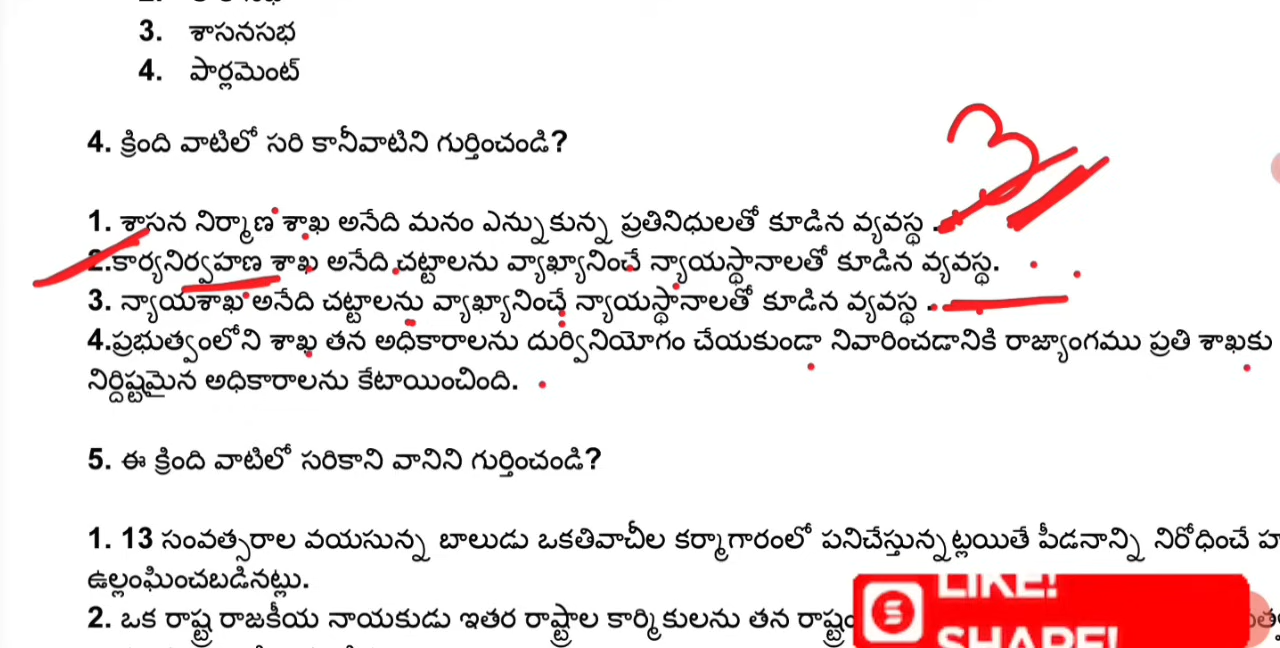 3. శాసనసభ
4. పార్లమెంట్
4. క్రింది వాటిలో సరి కానీవాటిని గుర్తించండి?
3
1. శాసన నిర్మాణ శాఖ అనేది మనం ఎన్నుకున్న ప్రతినిధులతో కూడిన వ్యవస్థ .
2.కార్యనిర్వహణ శాఖ అనేది చట్టాలను వ్యాఖ్యానించే న్యాయస్థానాలతో కూడిన వ్యవస్థ.
3. న్యాయశాఖ అనేది చట్టాలను వ్యాఖ్యానించే న్యాయస్థానాలతో కూడిన వ్యవస్థ .
4.ప్రభుత్వంలోని శాఖ తన అధికారాలను దుర్వినియోగం చేయకుండా నివారించడానికి రాజ్యాంగము ప్రతి శాఖకు
నిర్దిష్టమైన అధికారాలను కేటాయించింది.
5. ఈ క్రింది వాటిలో సరికాని వానిని గుర్తించండి?
1. 13 సంవత్సరాల వయసున్న బాలుడు ఒకతివాచీల కర్మాగారంలో పనిచేస్తున్నట్లయితే పీడనాన్ని నిరోధించే
ఉల్లంఘించబడినట్లు.
2. ఒక రాష్ట్ర రాజకీయ నాయకుడు ఇతర రాష్ట్రాల కార్మికులను తన
LIKE!
SHARE!